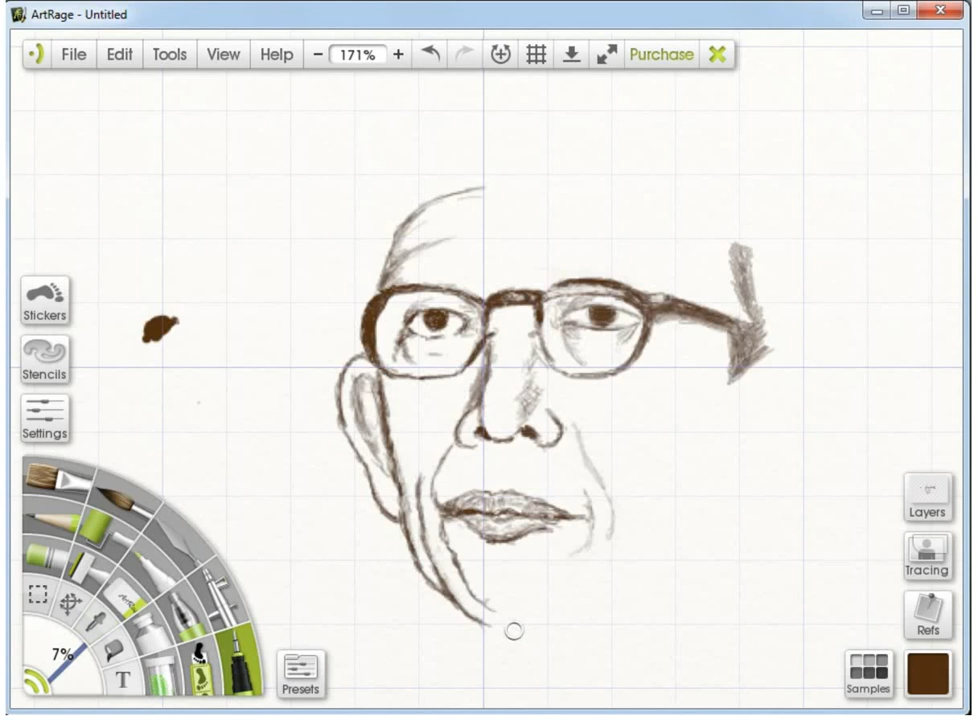 ArtRage - Untitled
File Edit Tools View Help − 171% + Purchase
Stickers
Stencils
Settings
Layers
Tracing
Refs
7%
T
Presets
Samples